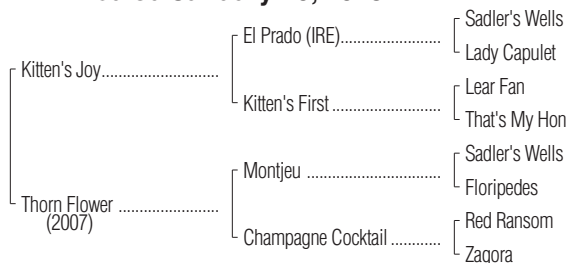 Sadler's Wells
El Prado (IRE)
Lady Capulet
Kitten's Joy
Lear Fan
Kitten's First
That's My Hon
Sadler's Wells
Montjeu
Floripedes
Thorn Flower
(2007)
Red Ransom
Champagne Cocktail
Zagora